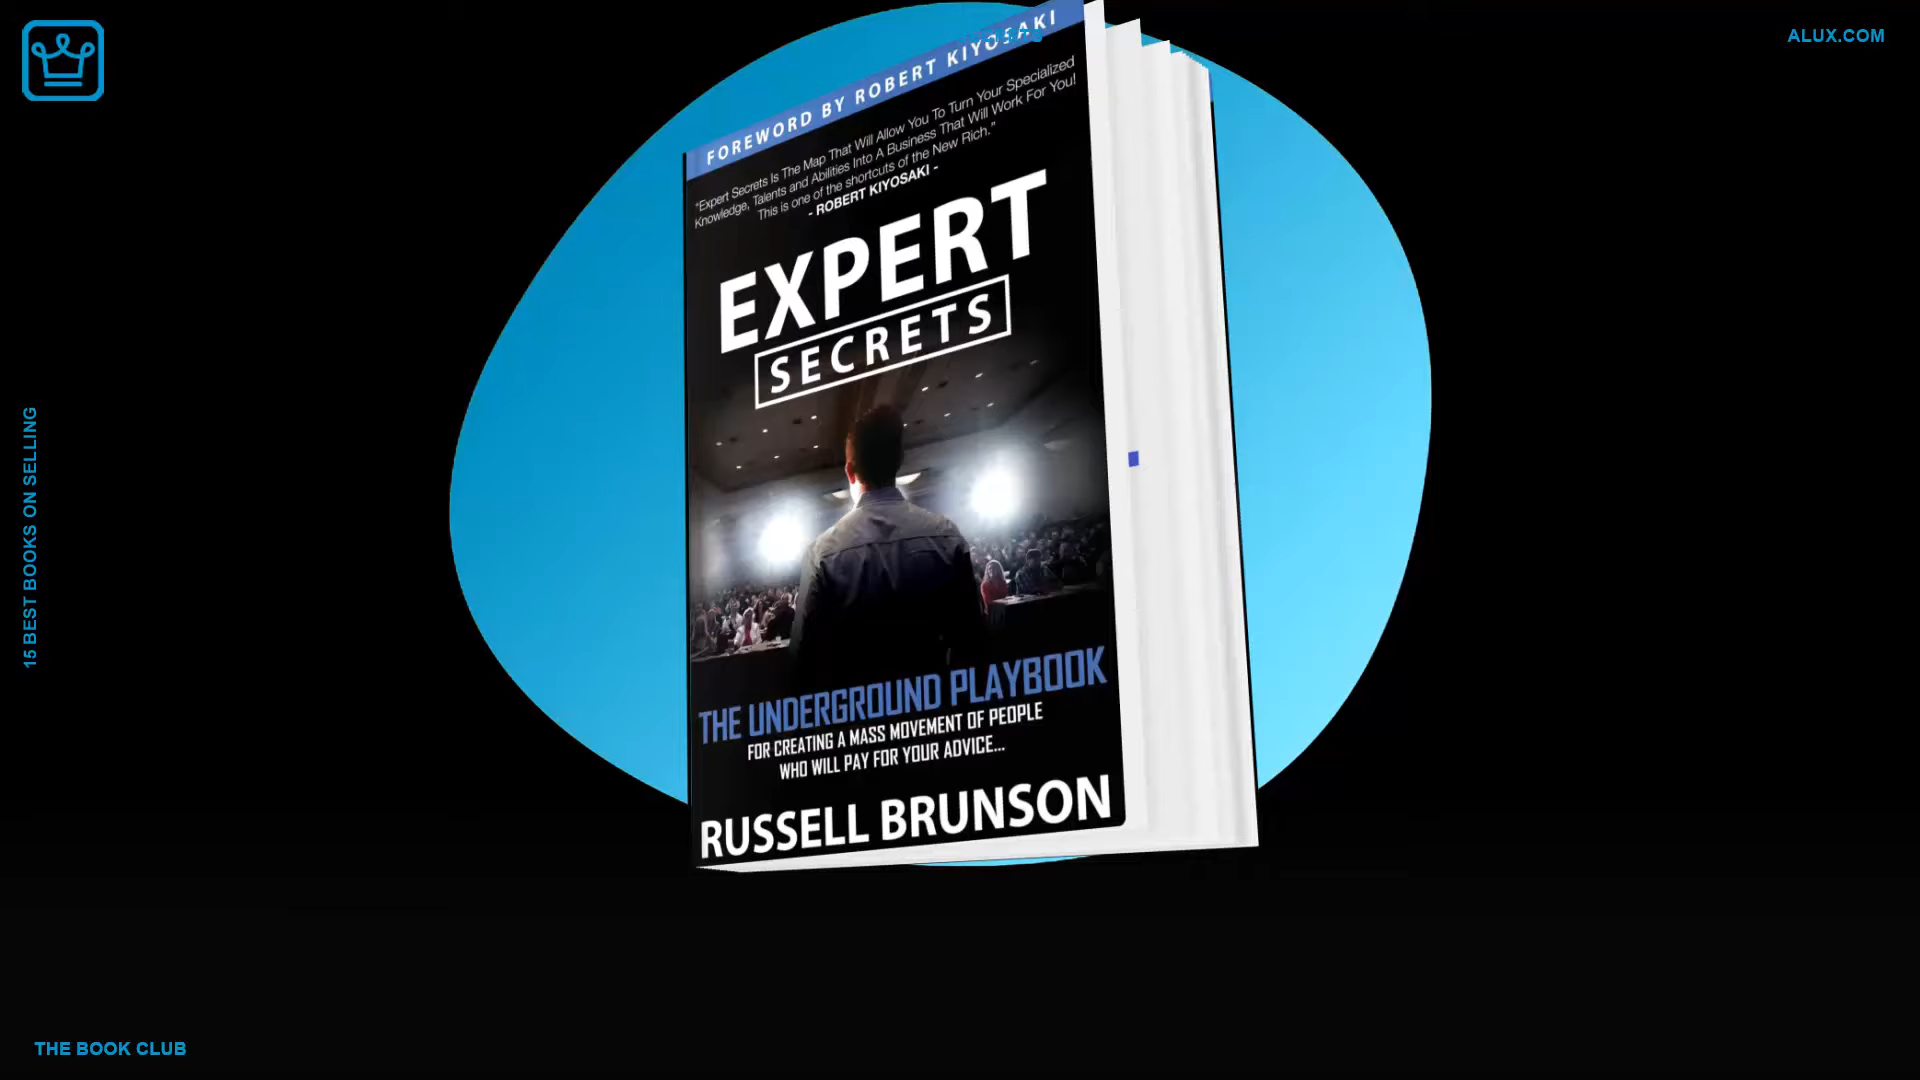 ALUX.COM
FOREWORD BY ROBERT KIYOSAKI
“Expert Secrets Is The Map That Will Allow You To Turn Your Specialized
Knowledge, Talents and Abilities Into A Business That Will Work For You!
This is one of the shortcuts of the New Rich.”
- ROBERT KIYOSAKI -
EXPERT
SECRETS
THE UNDERGROUND PLAYBOOK
FOR CREATING A MASS MOVEMENT OF PEOPLE
WHO WILL PAY FOR YOUR ADVICE...
RUSSELL BRUNSON
15 BEST BOOKS ON SELLING
THE BOOK CLUB